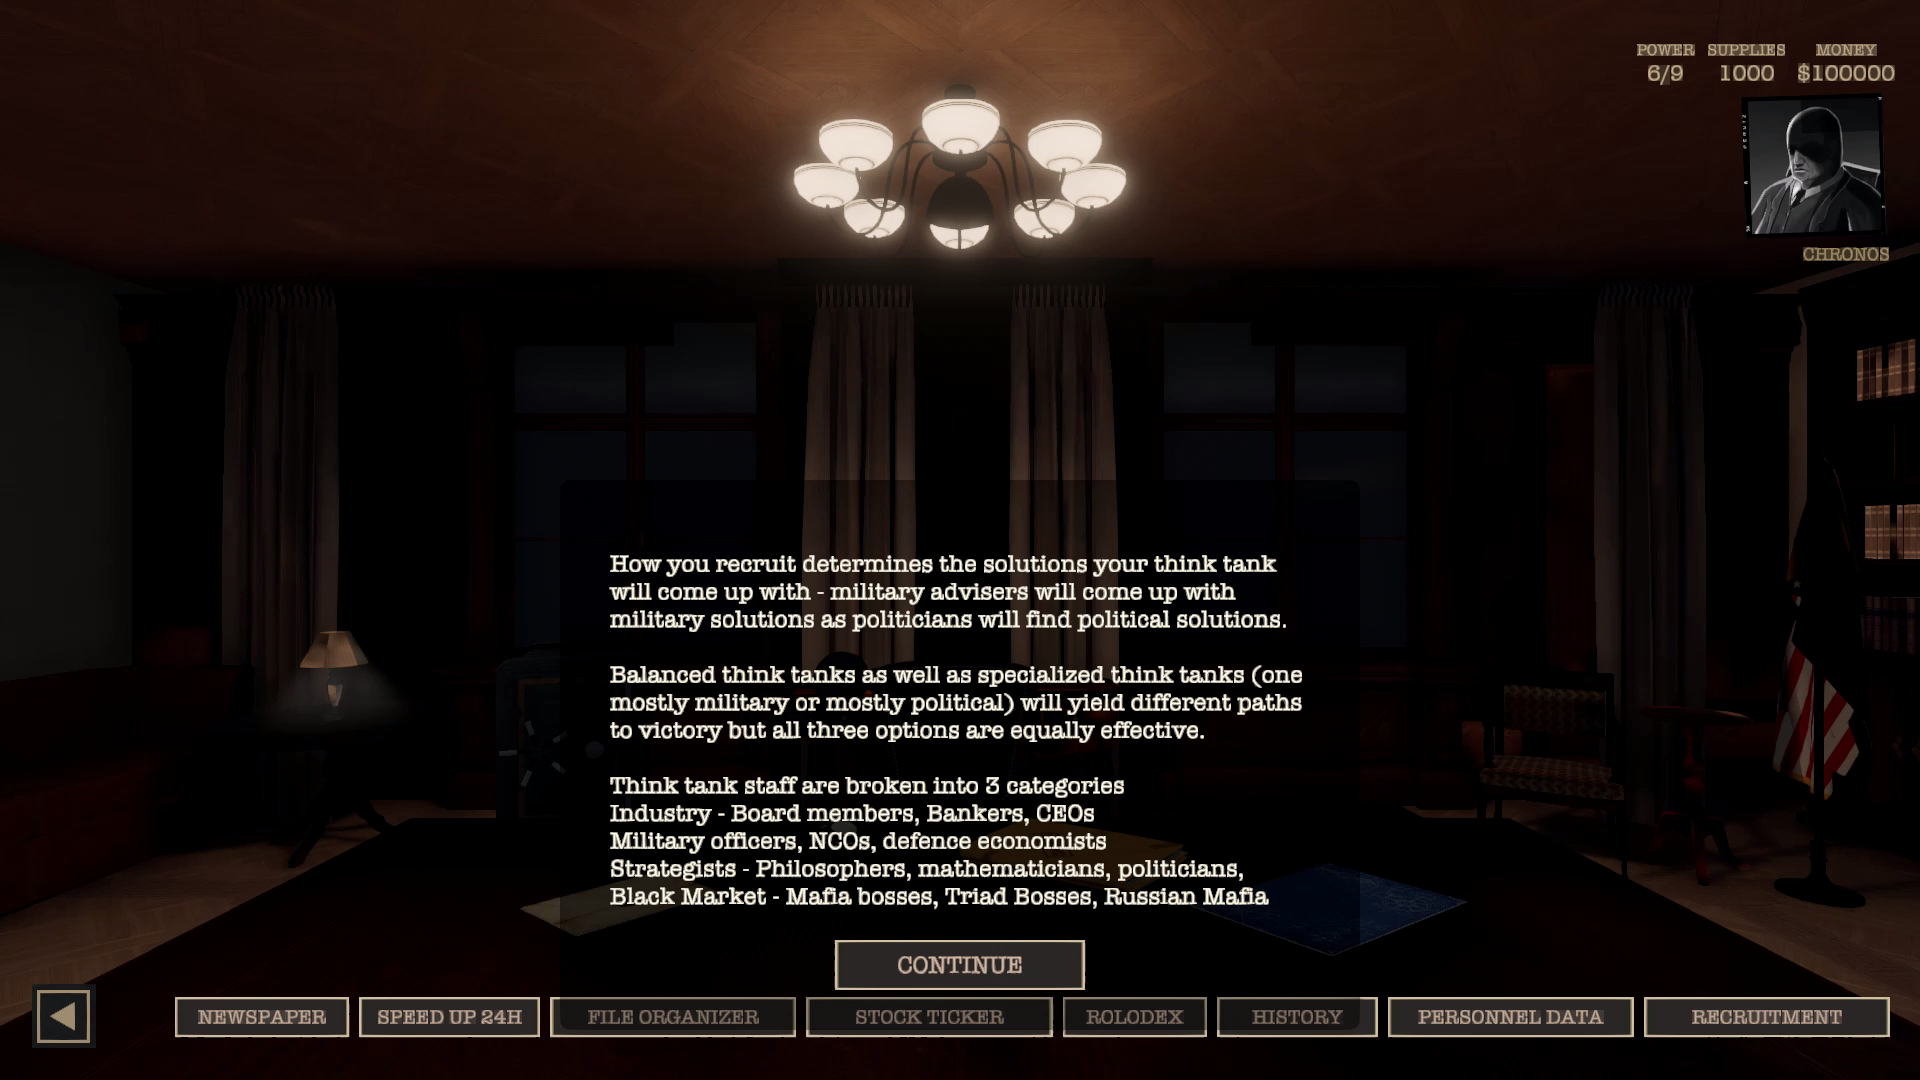 POWER SUPPLIES MONEY
6/9 1000 $100000
CHRONOS
How you recruit determines the solutions your think tank
will come up with - military advisers will come up with
military solutions as politicians will find political solutions.
Balanced think tanks as well as specialized think tanks (one
mostly military or mostly political) will yield different paths
to victory but all three options are equally effective.
Think tank staff are broken into 3 categories
Industry - Board members, Bankers, CEOs
Military officers, NCOs, defence economists
Strategists - Philosophers, mathematicians, politicians,
Black Market - Mafia bosses, Triad Bosses, Russian Mafia
CONTINUE
NEWSPAPER SPEED UP 24H FILE ORGANIZER STOCK TICKER ROLODEX HISTORY PERSONNEL DATA RECRUITMENT